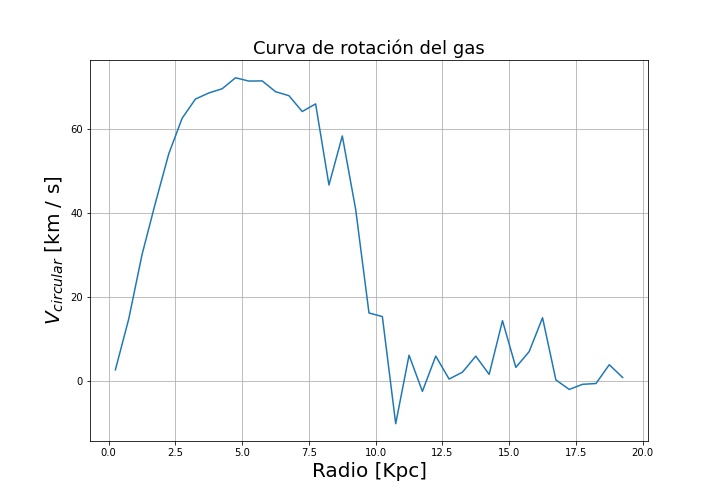 Curva de rotación del gas
V_circular [km / s]
60
40
20
0
0.0 2.5 5.0 7.5 10.0 12.5 15.0 17.5 20.0
Radio [Kpc]